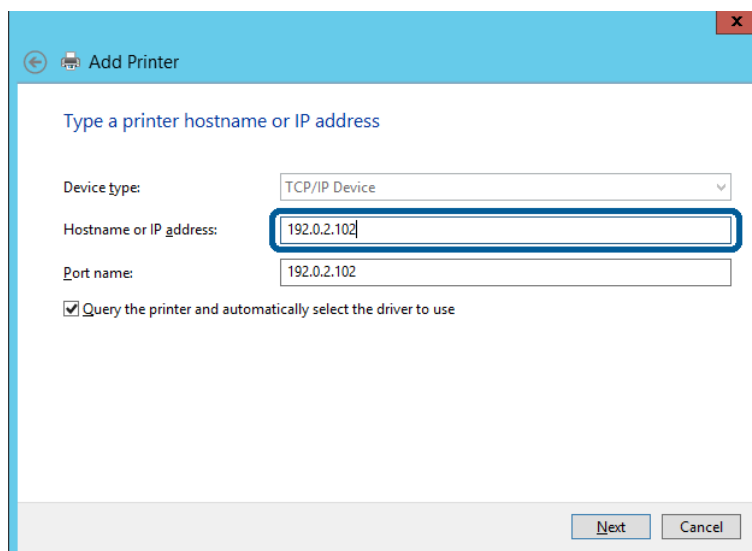 x
Add Printer
Type a printer hostname or IP address
Device type: TCP/IP Device
Hostname or IP address: 192.0.2.102
Port name: 192.0.2.102
Query the printer and automatically select the driver to use
Next Cancel